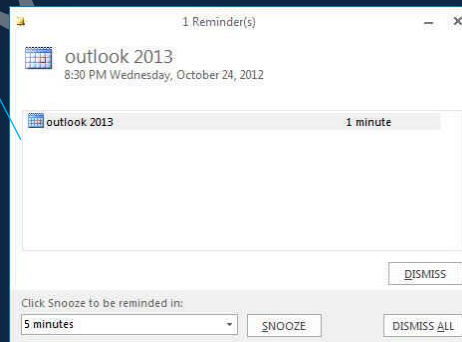 1 Reminder(s)
outlook 2013
8:30 PM Wednesday, October 24, 2012
outlook 2013 1 minute
DISMISS
Click Snooze to be reminded in:
5 minutes SNOOZE DISMISS ALL